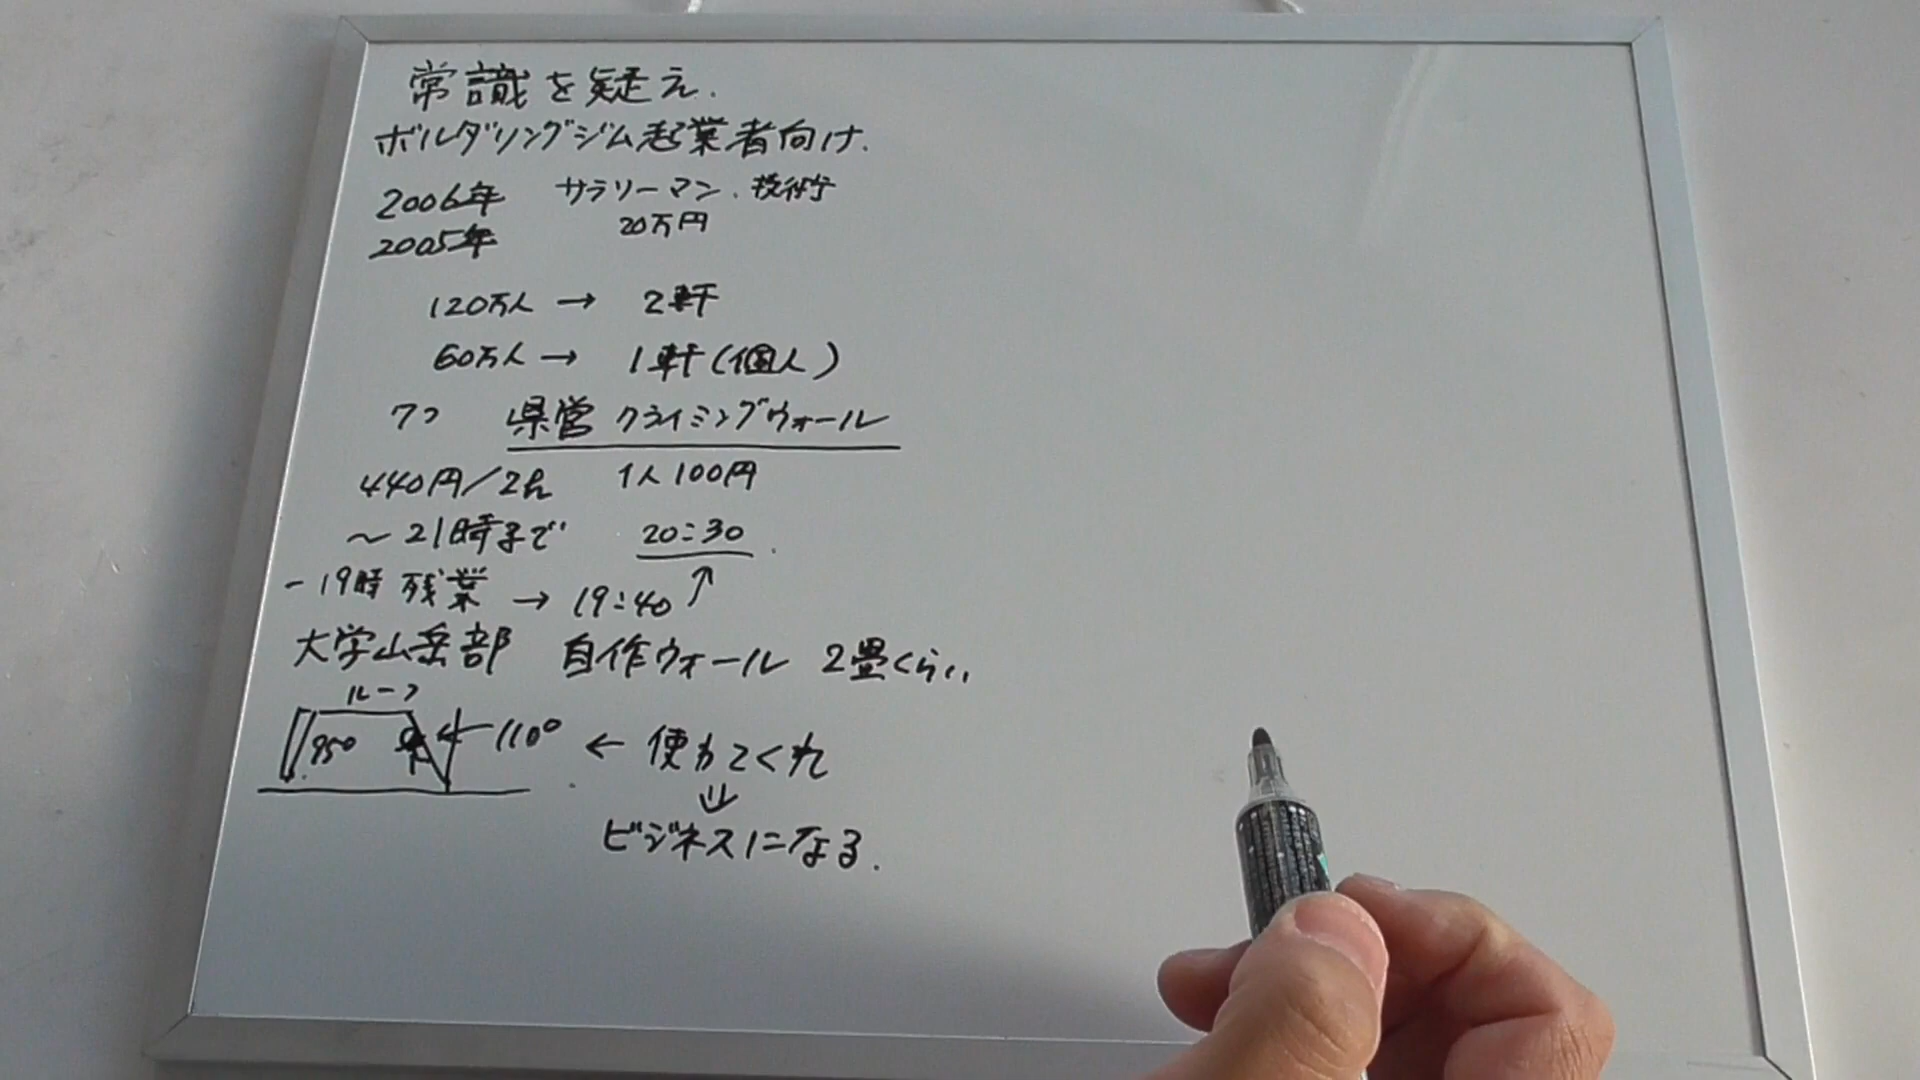 常識を疑え.
ボルダリングジム起業者向け.
2006年 サラリーマン. 技術庁
20万円
2005年
120万人 → 2軒
60万人 → 1軒(個人)
7つ 県営 クライミングウォール
440円/2h 1人100円
〜21時まで 20:30.
-19時 残業 → 19:40 ↑
大学山岳部 自作ウォール 2畳くらい
ルーフ
95° ←110° ← 使わてくれ
⇓
ビジネスになる.